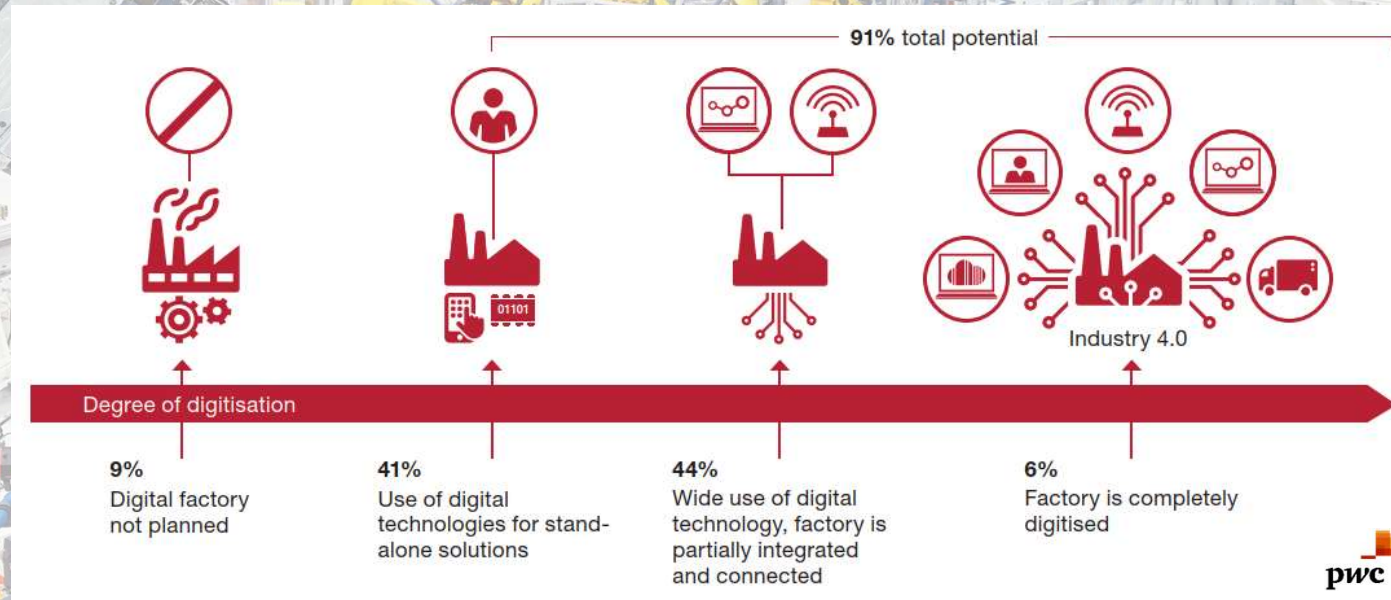 91% total potential
01101
Industry 4.0
Degree of digitisation
9%
Digital factory
not planned
41%
Use of digital
technologies for stand-
alone solutions
44%
Wide use of digital
technology, factory is
partially integrated
and connected
6%
Factory is completely
digitised
pwc